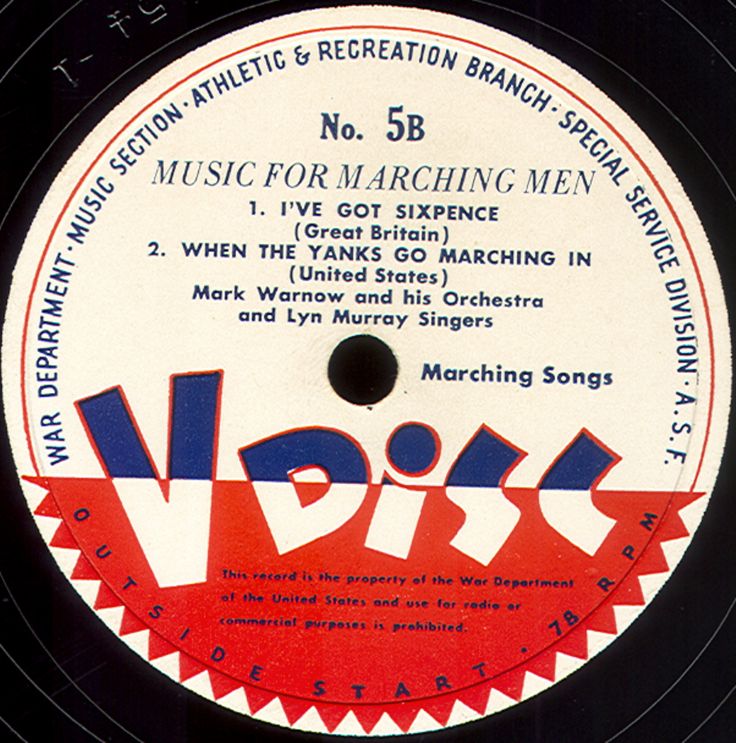 WAR DEPARTMENT · MUSIC SECTION · ATHLETIC & RECREATION BRANCH · SPECIAL SERVICE DIVISION · A.S.F.
No. 5B
MUSIC FOR MARCHING MEN
1. I'VE GOT SIXPENCE
(Great Britain)
2. WHEN THE YANKS GO MARCHING IN
(United States)
Mark Warnow and his Orchestra
and Lyn Murray Singers
Marching Songs
V DISC
This record is the property of the War Department
of the United States and use for radio or
commercial purposes is prohibited.
OUTSIDE START · 78 RPM